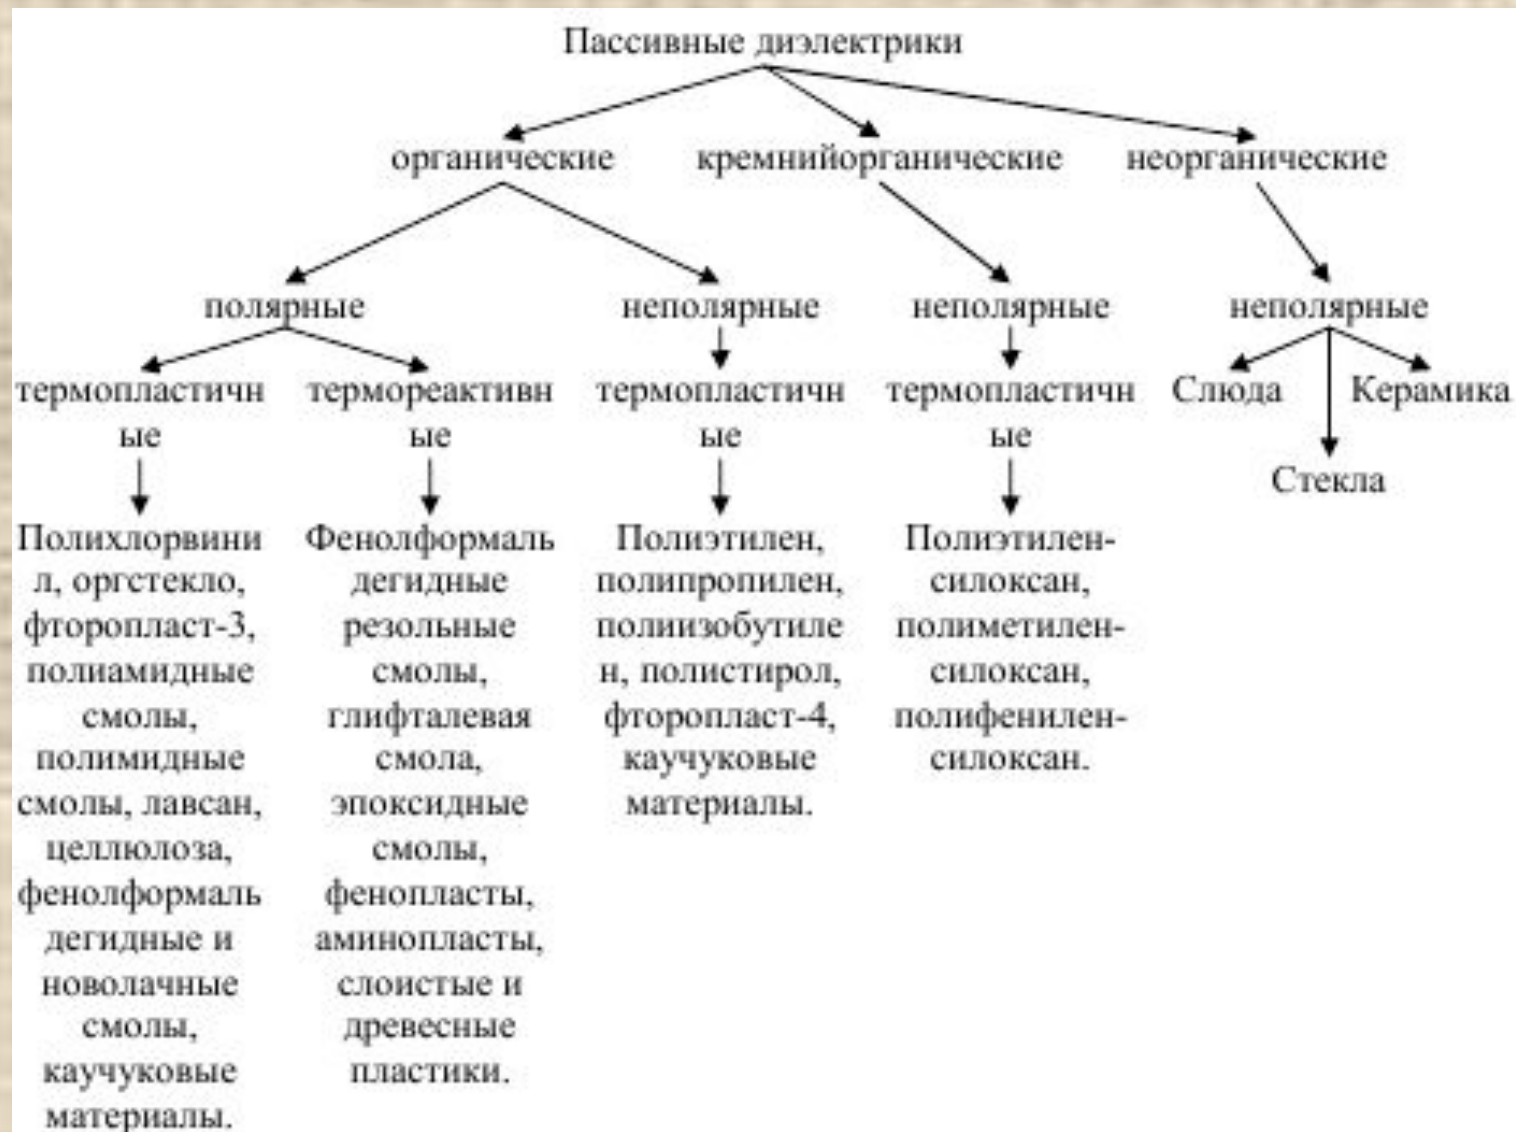 Пассивные диэлектрики
органические
кремнийорганические
неорганические
полярные
неполярные
неполярные
неполярные
термопластичн
ые
термореактивн
ые
термопластичн
ые
термопластичн
ые
Слюда
Керамика
Стекла
Полихлорвини
л, оргстекло,
фторопласт-3,
полиамидные
смолы,
полимидные
смолы, лавсан,
целлюлоза,
фенолформаль
дегидные и
новолачные
смолы,
каучуковые
материалы.
Фенолформаль
дегидные
резольные
смолы,
глифталевая
смола,
эпоксидные
смолы,
фенопласты,
аминопласты,
слоистые и
древесные
пластики.
Полиэтилен,
полипропилен,
полиизобутиле
н, полистирол,
фторопласт-4,
каучуковые
материалы.
Полиэтилен-
силоксан,
полиметилен-
силоксан,
полифенилен-
силоксан.